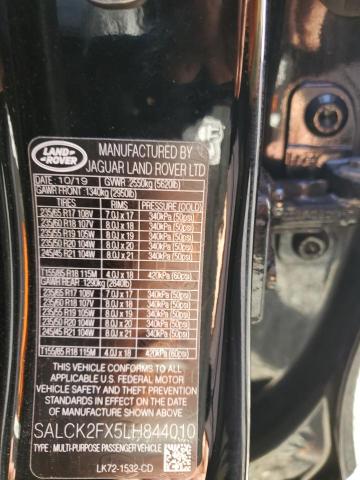 LAND
ROVER
MANUFACTURED BY
JAGUAR LAND ROVER LTD
DATE: 10/19 GVWR 2550kg (5620lb)
GAWR FRONT 1340kg (2950lb)
TIRES RIMS PRESSURE (COLD)
235/65 R17 108V 7.0J x 17 340kPa (50psi)
235/60 R18 107V 8.0J x 18 340kPa (50psi)
235/55 R19 105W 8.0J x 19 340kPa (50psi)
235/50 R20 104W 8.0J x 20 340kPa (50psi)
245/45 R21 104W 8.0J x 21 340kPa (50psi)
T155/85 R18 115M 4.0J x 18 420kPa (60psi)
GAWR REAR 1290kg (2840lb)
235/65 R17 108V 7.0J x 17 340kPa (50psi)
235/60 R18 107V 8.0J x 18 340kPa (50psi)
235/55 R19 105W 8.0J x 19 340kPa (50psi)
235/50 R20 104W 8.0J x 20 340kPa (50psi)
245/45 R21 104W 8.0J x 21 340kPa (50psi)
T155/85 R18 115M 4.0J x 18 420kPa (60psi)
THIS VEHICLE CONFORMS TO ALL
APPLICABLE U.S. FEDERAL MOTOR
VEHICLE SAFETY AND THEFT PREVENTION
STANDARDS IN EFFECT ON THE DATE OF
MANUFACTURE SHOWN ABOVE
SALCK2FX5LH844010
TYPE : MULTI-PURPOSE PASSENGER VEHICLE
LK72-1532-CD